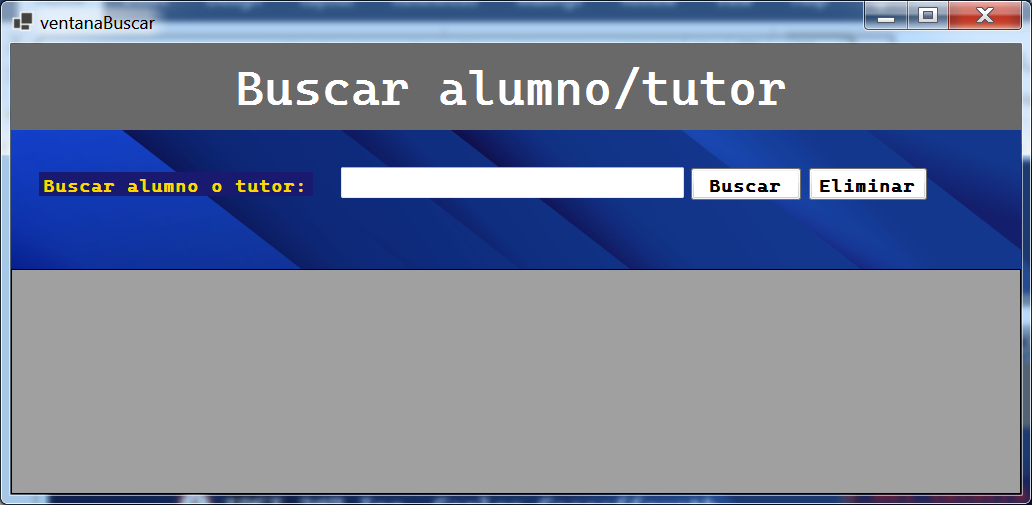 ventanaBuscar
Buscar alumno/tutor
Buscar alumno o tutor:
Buscar
Eliminar